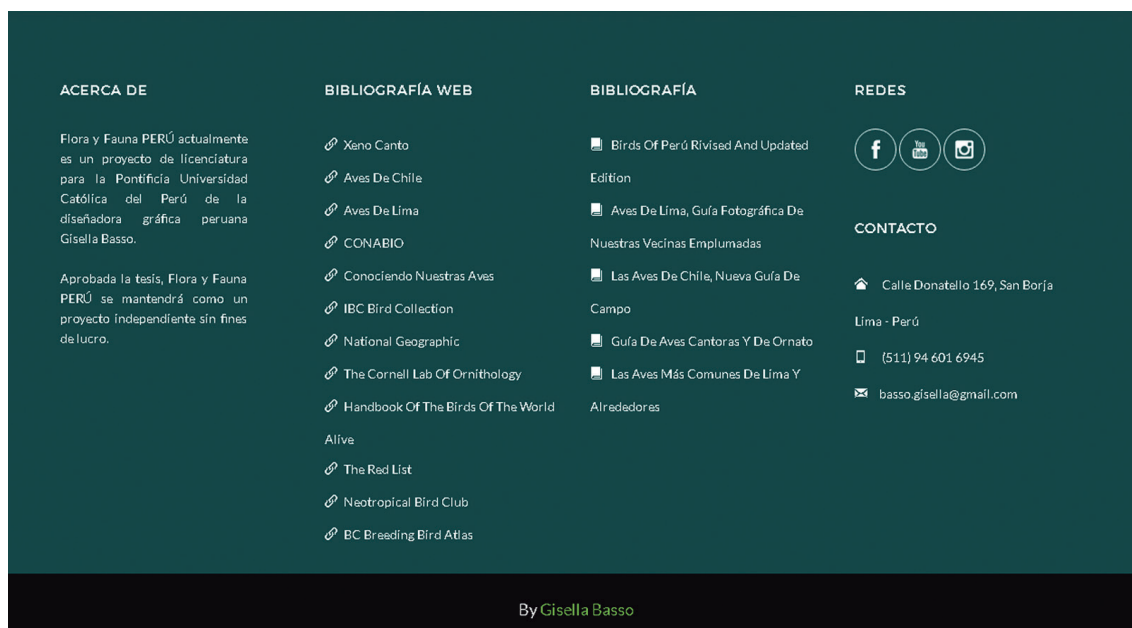 ACERCA DE
Flora y Fauna PERÚ actualmente
es un proyecto de licenciatura
para la Pontificia Universidad
Católica del Perú de la
diseñadora gráfica peruana
Gisella Basso.
Aprobada la tesis, Flora y Fauna
PERÚ se mantendrá como un
proyecto independiente sin fines
de lucro.
BIBLIOGRAFÍA WEB
Xeno Canto
Aves De Chile
Aves De Lima
CONABIO
Conociendo Nuestras Aves
IBC Bird Collection
National Geographic
The Cornell Lab Of Ornithology
Handbook Of The Birds Of The World
Alive
The Red List
Neotropical Bird Club
BC Breeding Bird Atlas
BIBLIOGRAFÍA
Birds Of Perú Rivised And Updated
Edition
Aves De Lima, Guía Fotográfica De
Nuestras Vecinas Emplumadas
Las Aves De Chile, Nueva Guía De
Campo
Guía De Aves Cantoras Y De Ornato
Las Aves Más Comunes De Lima Y
Alrededores
REDES
f
You
Tube
CONTACTO
Calle Donatello 169, San Borja
Lima - Perú
(511) 94 601 6945
basso.gisella@gmail.com
By Gisella Basso